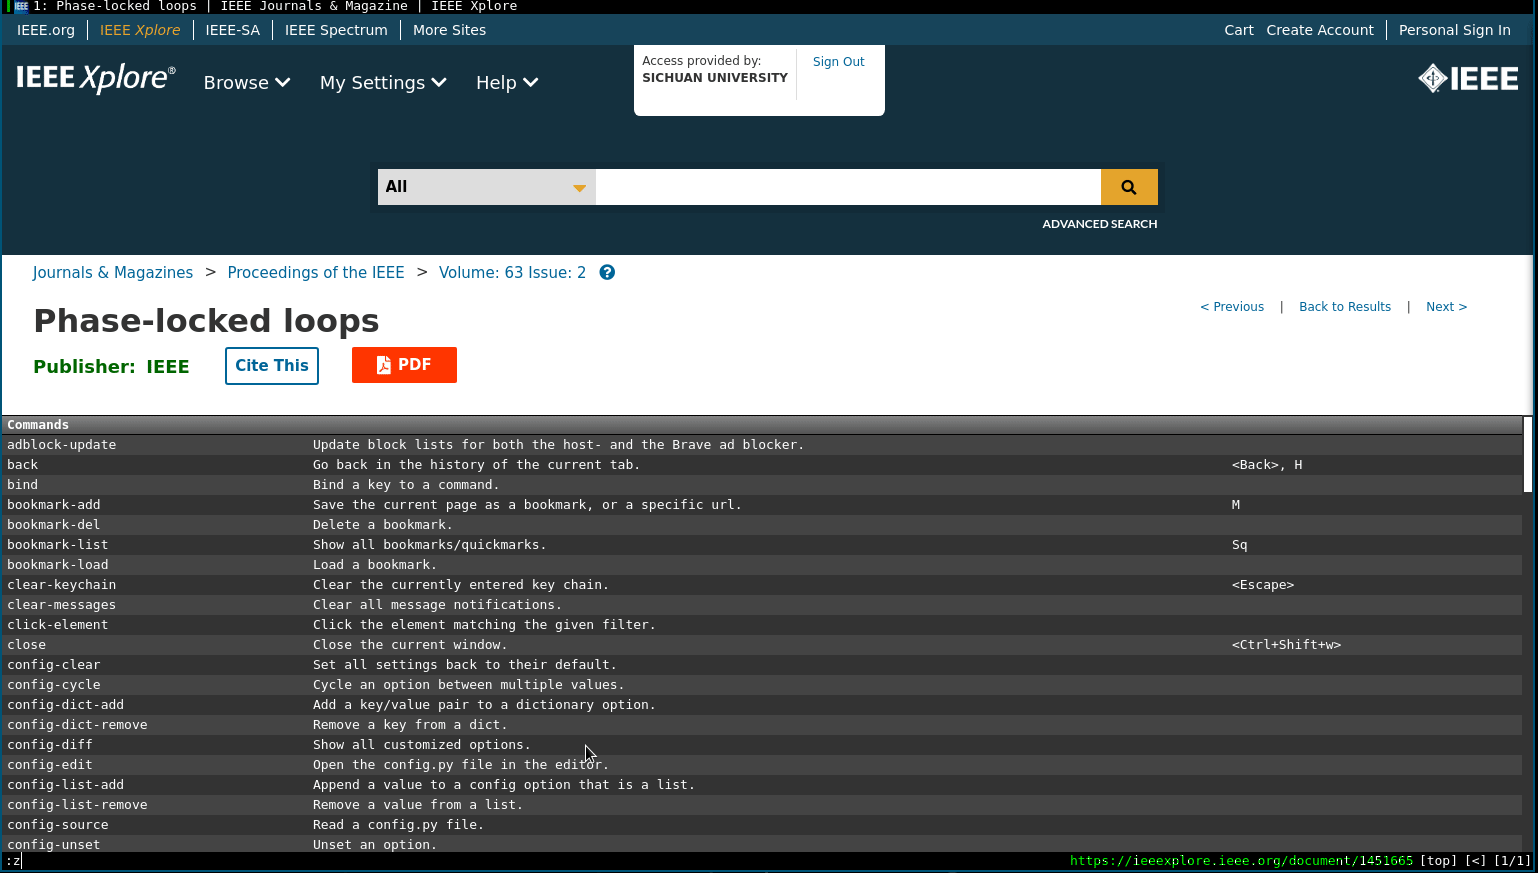 1: Phase-locked loops | IEEE Journals & Magazine | IEEE Xplore
IEEE.org IEEE Xplore IEEE-SA IEEE Spectrum More Sites Cart Create Account Personal Sign In
IEEE Xplore® Browse My Settings Help
Access provided by:
SICHUAN UNIVERSITY
Sign Out
IEEE
All
ADVANCED SEARCH
Journals & Magazines > Proceedings of the IEEE > Volume: 63 Issue: 2 ?
< Previous | Back to Results | Next >
Phase-locked loops
Publisher: IEEE Cite This PDF
Commands
adblock-update Update block lists for both the host- and the Brave ad blocker.
back Go back in the history of the current tab. <Back>, H
bind Bind a key to a command.
bookmark-add Save the current page as a bookmark, or a specific url. M
bookmark-del Delete a bookmark.
bookmark-list Show all bookmarks/quickmarks. Sq
bookmark-load Load a bookmark.
clear-keychain Clear the currently entered key chain. <Escape>
clear-messages Clear all message notifications.
click-element Click the element matching the given filter.
close Close the current window. <Ctrl+Shift+w>
config-clear Set all settings back to their default.
config-cycle Cycle an option between multiple values.
config-dict-add Add a key/value pair to a dictionary option.
config-dict-remove Remove a key from a dict.
config-diff Show all customized options.
config-edit Open the config.py file in the editor.
config-list-add Append a value to a config option that is a list.
config-list-remove Remove a value from a list.
config-source Read a config.py file.
config-unset Unset an option.
:z https://ieeexplore.ieee.org/document/1451665 [top] [<] [1/1]